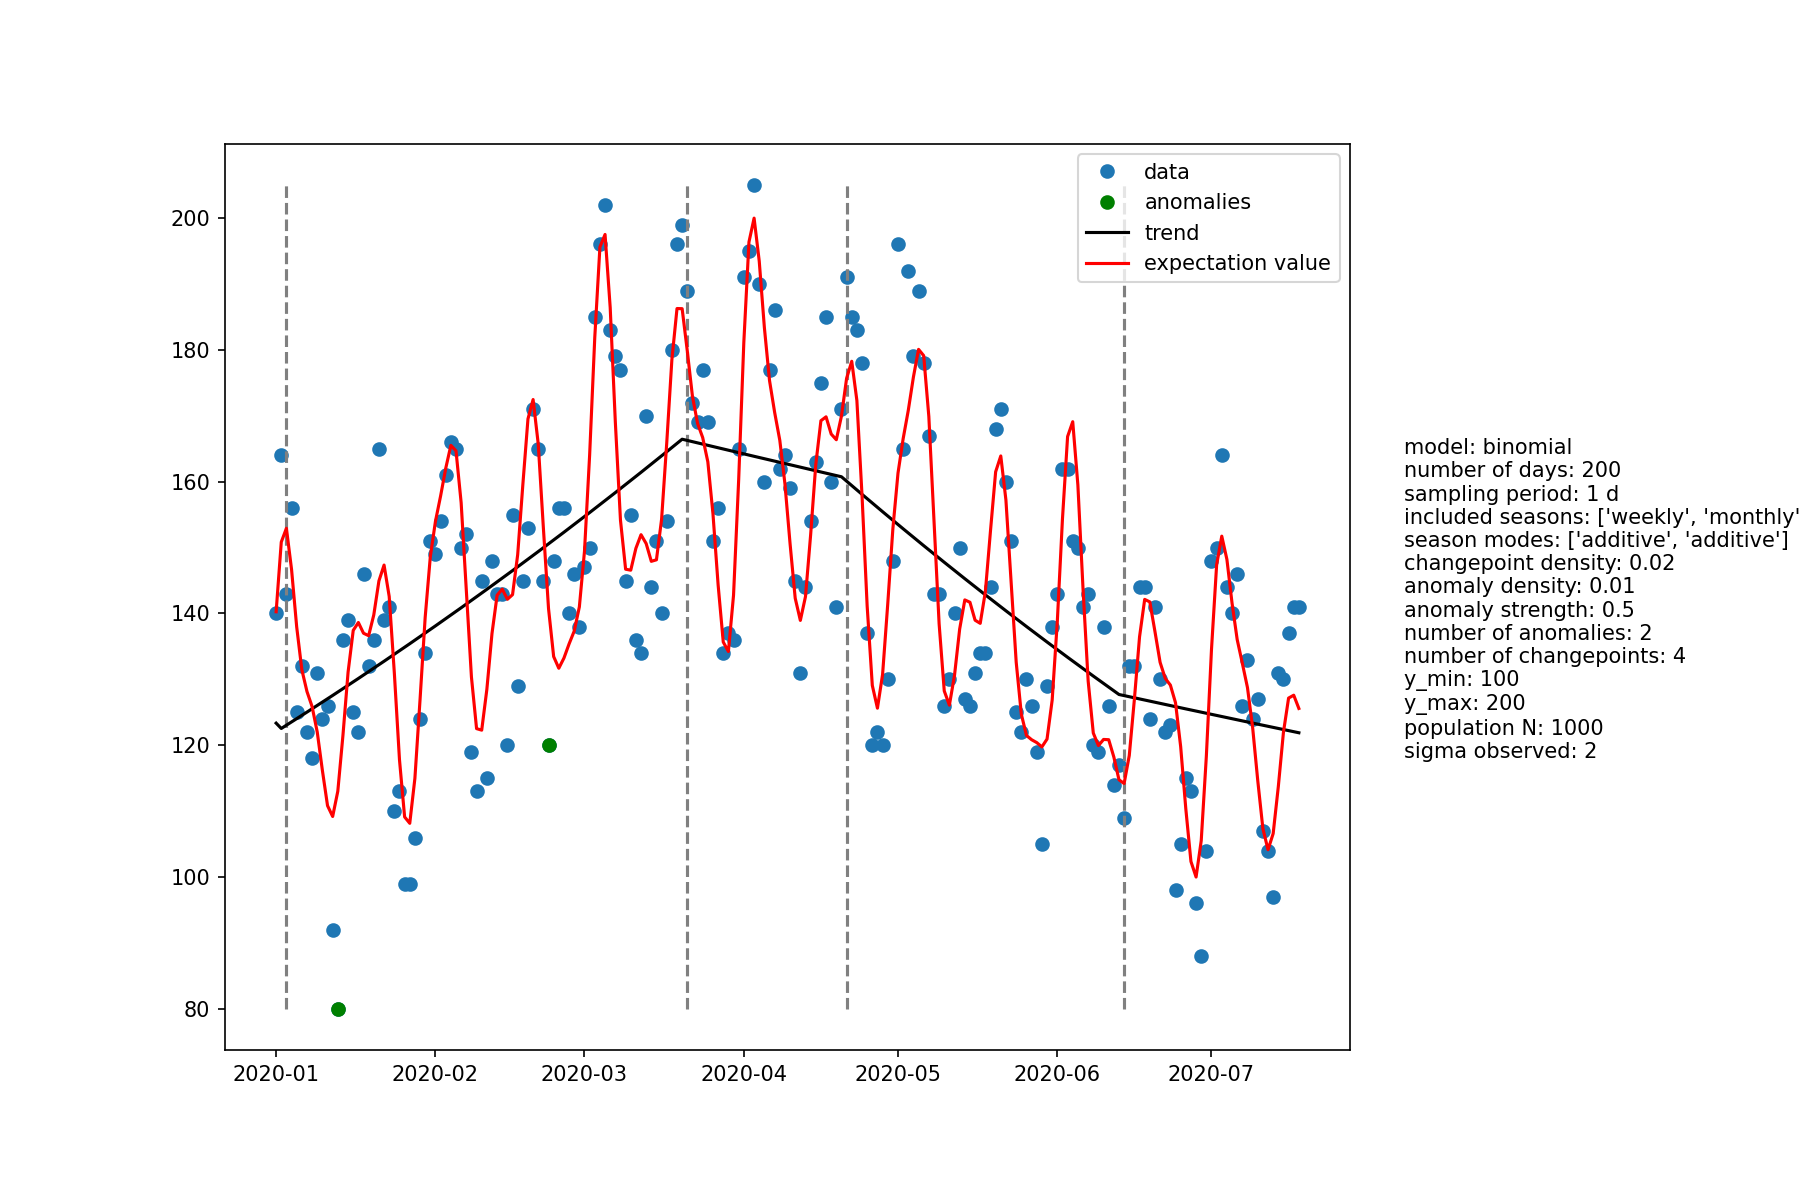 data
anomalies
trend
expectation value
200
180
160
140
120
100
80
2020-01 2020-02 2020-03 2020-04 2020-05 2020-06 2020-07
model: binomial
number of days: 200
sampling period: 1 d
included seasons: ['weekly', 'monthly'
season modes: ['additive', 'additive']
changepoint density: 0.02
anomaly density: 0.01
anomaly strength: 0.5
number of anomalies: 2
number of changepoints: 4
y_min: 100
y_max: 200
population N: 1000
sigma observed: 2